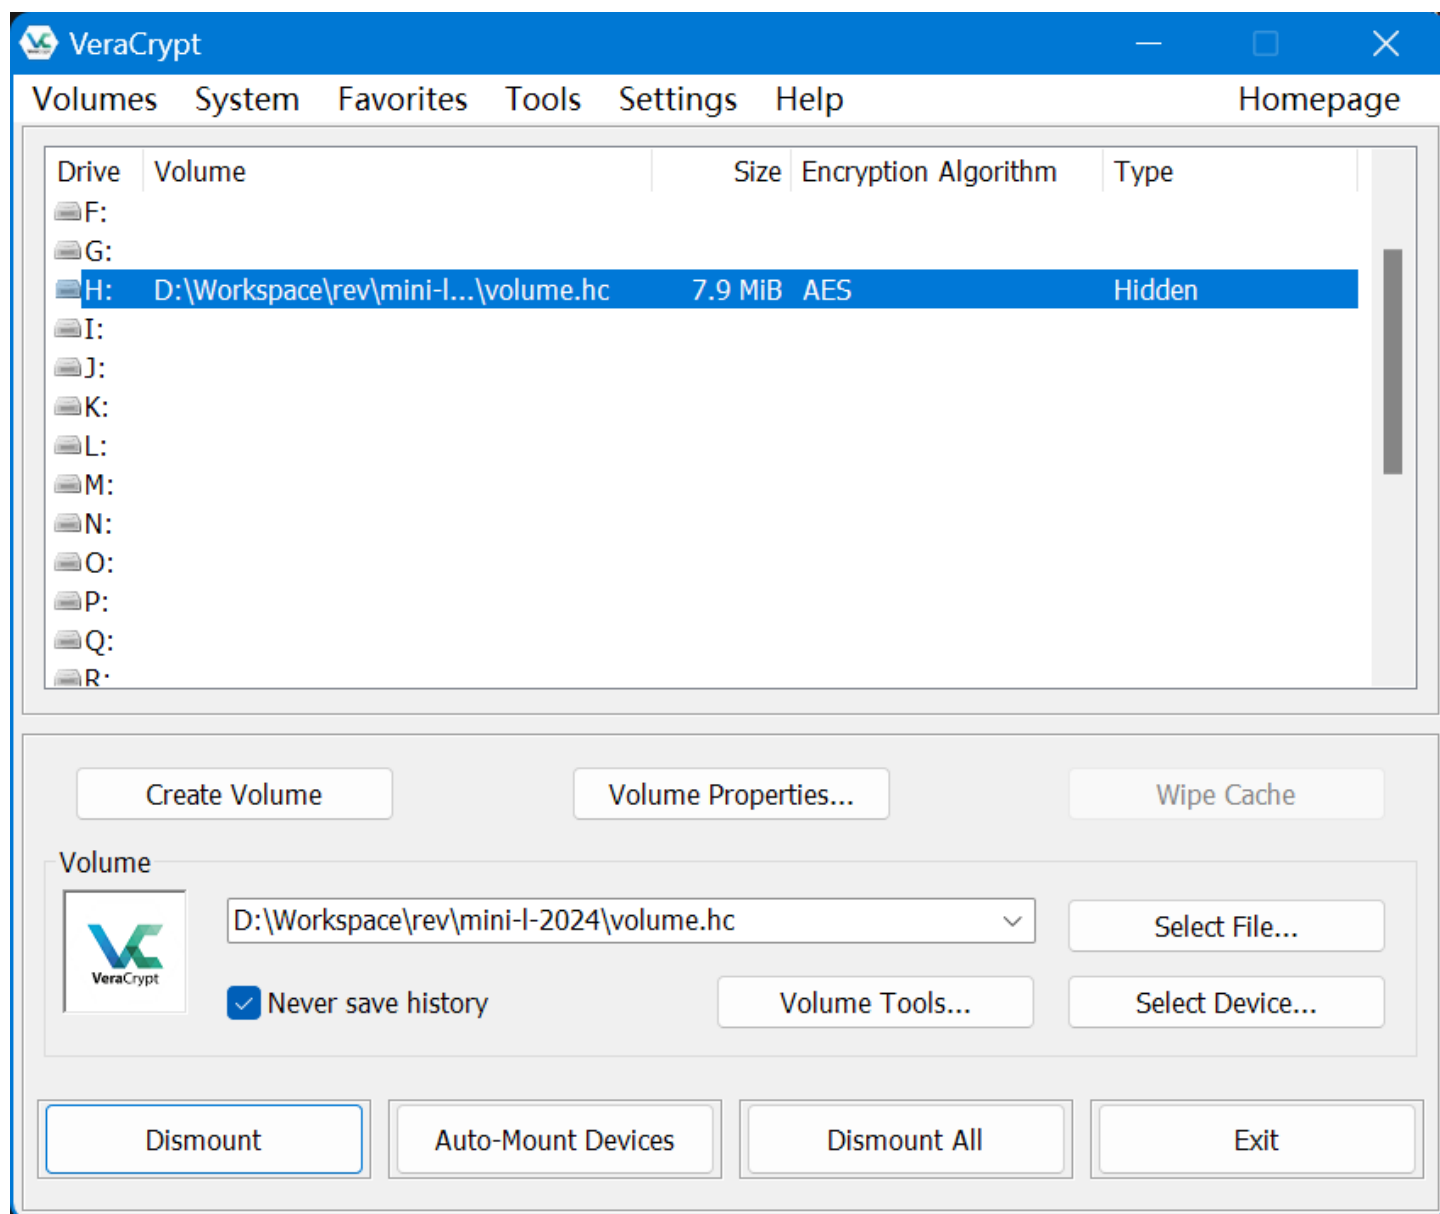 VeraCrypt
Volumes System Favorites Tools Settings Help Homepage
Drive Volume Size Encryption Algorithm Type
F:
G:
H: D:\Workspace\rev\mini-l...\volume.hc 7.9 MiB AES Hidden
I:
J:
K:
L:
M:
N:
O:
P:
Q:
R:
Create Volume Volume Properties... Wipe Cache
Volume
VeraCrypt
D:\Workspace\rev\mini-l-2024\volume.hc Select File...
Never save history Volume Tools... Select Device...
Dismount Auto-Mount Devices Dismount All Exit